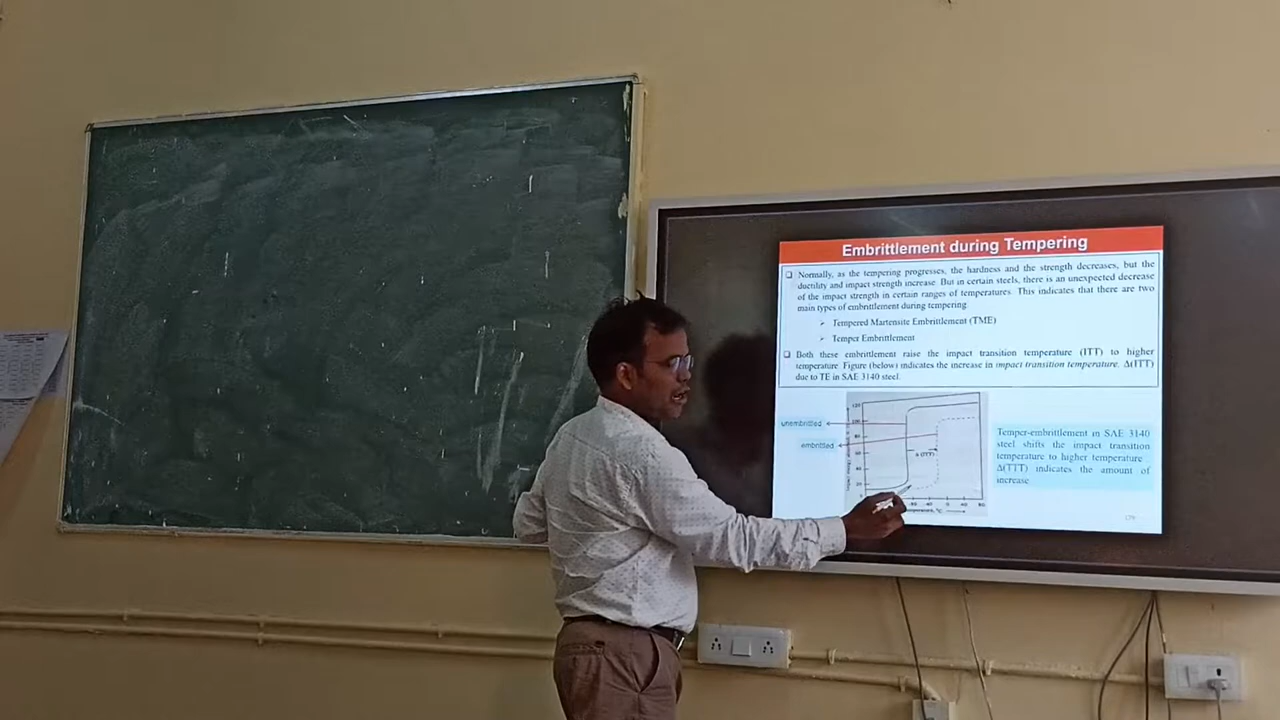 Embrittlement during Tempering
Normally, as the tempering progresses, the hardness and the strength decreases, but the
ductility and impact strength increase. But in certain steels, there is an unexpected decrease
of the impact strength in certain ranges of temperatures. This indicates that there are two
main types of embrittlement during tempering
Tempered Martensite Embrittlement (TME)
Temper Embrittlement
Both these embrittlement raise the impact transition temperature (ITT) to higher
temperature. Figure (below) indicates the increase in impact transition temperature, Δ(ITT)
due to TE in SAE 3140 steel.
unembrittled
embrittled
Temper-embrittlement in SAE 3140
steel shifts the impact transition
temperature to higher temperature
Δ(TTT) indicates the amount of
increase